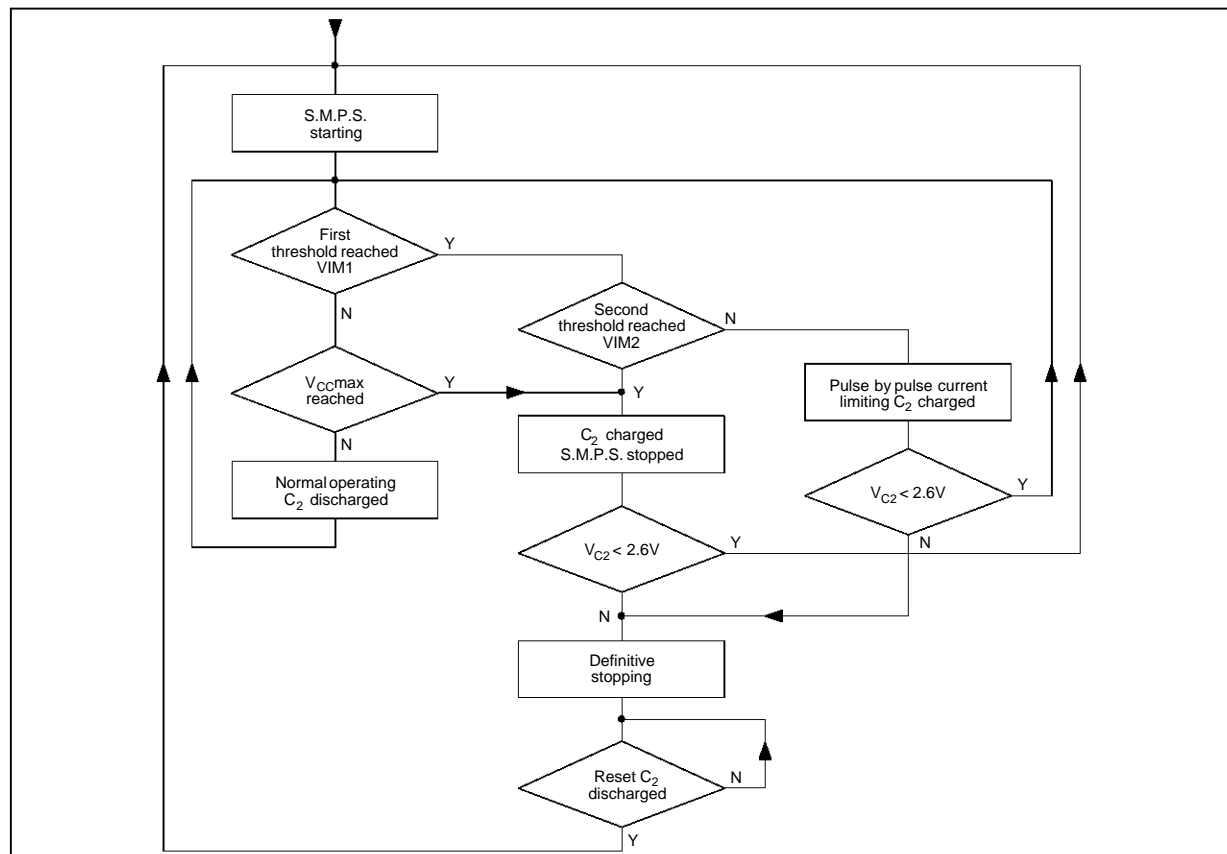 S.M.P.S.
starting
First
threshold reached
VIM1
Y
N
Second
threshold reached
VIM2
N
Y
VCCmax
reached
Y
N
Pulse by pulse current
limiting C2 charged
C2 charged
S.M.P.S. stopped
Normal operating
C2 discharged
VC2 < 2.6V
Y
N
VC2 < 2.6V
Y
N
Definitive
stopping
Reset C2
discharged
N
Y